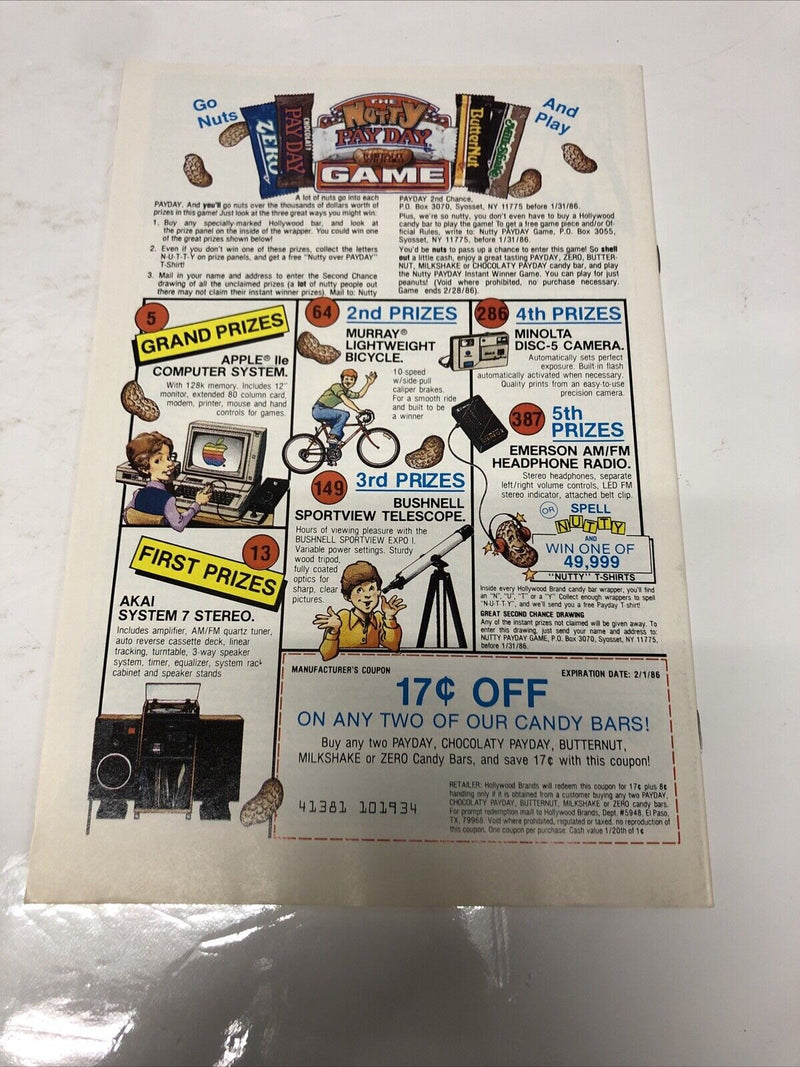 Go
Nuts
ZERO
CHOCOLATY
PAY DAY
THE
NUTTY
PAY DAY
INSTANT
WINNER
GAME
ButterNut
Milk Shake
And
Play
A lot of nuts go into each
PAYDAY. And you'll go nuts over the thousands of dollars worth of
prizes in this game! Just look at the three great ways you might win:
1. Buy any specially-marked Hollywood bar, and look at
the prize panel on the inside of the wrapper. You could win one
of the great prizes shown below!
2. Even if you don't win one of these prizes, collect the letters
N-U-T-T-Y on prize panels, and get a free "Nutty over PAYDAY"
T-Shirt!
3. Mail in your name and address to enter the Second Chance
drawing of all the unclaimed prizes (a lot of nutty people out
there may not claim their instant winner prizes). Mail to: Nutty
PAYDAY 2nd Chance,
P.O. Box 3070, Syosset, NY 11775 before 1/31/86.
Plus, we're so nutty, you don't even have to buy a Hollywood
candy bar to play the game! To get a free game piece and/or Of-
ficial Rules, write to: Nutty PAYDAY Game, P.O. Box 3055,
Syosset, NY 11775, before 1/31/86.
You'd be nuts to pass up a chance to enter this game! So shell
out a little cash, enjoy a great tasting PAYDAY, ZERO, BUTTER-
NUT, MILKSHAKE or CHOCOLATY PAYDAY candy bar, and play
the Nutty PAYDAY Instant Winner Game. You can play for just
peanuts! (Void where prohibited, no purchase necessary.
Game ends 2/28/86).
5
GRAND PRIZES
APPLE® IIe
COMPUTER SYSTEM.
With 128k memory. Includes 12"
monitor, extended 80 column card,
modem, printer, mouse and hand
controls for games.
13
FIRST PRIZES
AKAI
SYSTEM 7 STEREO.
Includes amplifier, AM/FM quartz tuner,
auto reverse cassette deck, linear
tracking, turntable, 3-way speaker
system, timer, equalizer, system rack
cabinet and speaker stands
64 2nd PRIZES
MURRAY®
LIGHTWEIGHT
BICYCLE.
10-speed
w/side-pull
caliper brakes.
For a smooth ride
and built to be
a winner
149 3rd PRIZES
BUSHNELL
SPORTVIEW TELESCOPE.
Hours of viewing pleasure with the
BUSHNELL SPORTVIEW EXPO I.
Variable power settings. Sturdy
wood tripod,
fully coated
optics for
sharp, clear
pictures.
286 4th PRIZES
MINOLTA
DISC-5 CAMERA.
Automatically sets perfect
exposure. Built in flash
automatically activated when necessary.
Quality prints from an easy-to-use
precision camera.
387 5th
PRIZES
EMERSON AM/FM
HEADPHONE RADIO.
Stereo headphones, separate
left/right volume controls, LED FM
stereo indicator, attached belt clip.
OR SPELL
NUTTY
AND
WIN ONE OF
49,999
"NUTTY" T-SHIRTS
Inside every Hollywood Brand candy bar wrapper, you'll find
an "N", "U", "T" or a "Y" Collect enough wrappers to spell
"N-U-T-T-Y", and we'll send you a free Payday T-shirt!
GREAT SECOND CHANCE DRAWING
Any of the instant prizes not claimed will be given away. To
enter this drawing, just send your name and address to:
NUTTY PAYDAY GAME, P.O. Box 3070, Syosset, NY 11775,
before 1/31/86.
MANUFACTURER'S COUPON
EXPIRATION DATE: 2/1/86
17¢ OFF
ON ANY TWO OF OUR CANDY BARS!
Buy any two PAYDAY, CHOCOLATY PAYDAY, BUTTERNUT,
MILKSHAKE or ZERO Candy Bars, and save 17¢ with this coupon!
41381 101934
RETAILER: Hollywood Brands will redeem this coupon for 17¢ plus 8¢
handling only if it is obtained from a customer buying any two PAYDAY,
CHOCOLATY PAYDAY, BUTTERNUT, MILKSHAKE or ZERO candy bars.
For prompt redemption mail to Hollywood Brands, Dept. #5948, El Paso,
TX, 79966. Void where prohibited, regulated or taxed, no reproduction of
this coupon. One coupon per purchase. Cash value 1/20th of 1¢